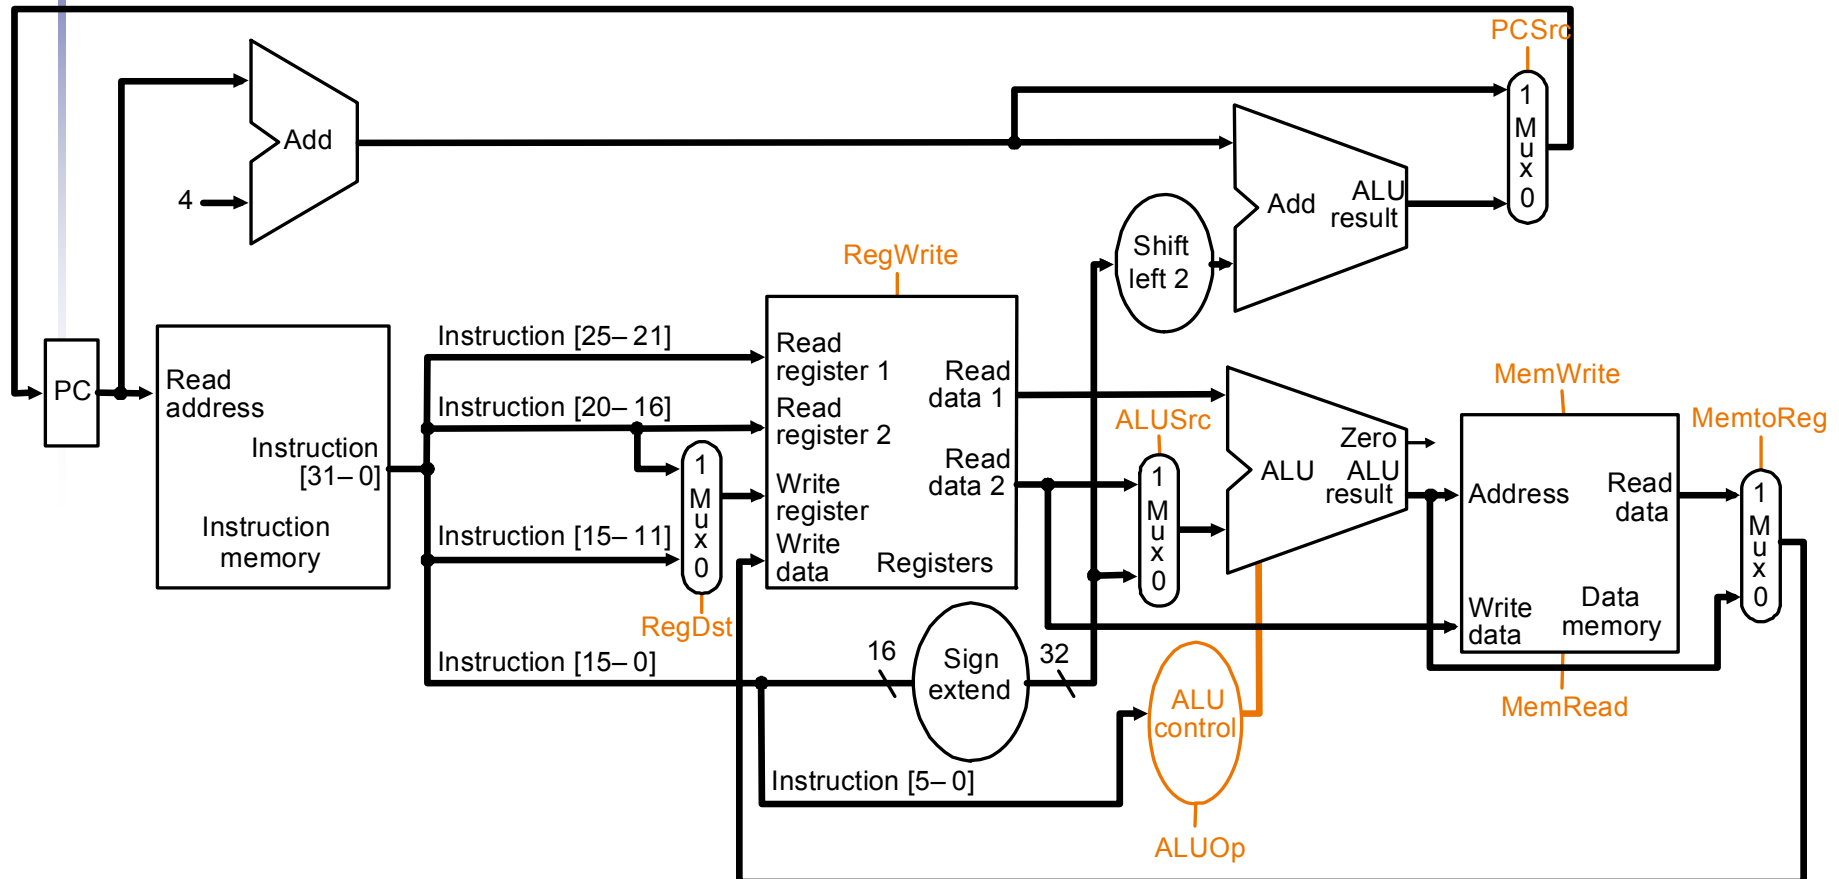 PCSrc
1
M
u
x
0
Add
4
Add
ALU
result
Shift
left 2
RegWrite
PC
Read
address
Instruction
[31– 0]
Instruction
memory
Instruction [25– 21]
Instruction [20– 16]
Instruction [15– 11]
Instruction [15– 0]
Instruction [5– 0]
1
M
u
x
0
RegDst
Read
register 1
Read
register 2
Write
register
Write
data
Read
data 1
Read
data 2
Registers
16
Sign
extend
32
ALUSrc
1
M
u
x
0
Zero
ALU
ALU
result
ALU
control
ALUOp
MemWrite
Address
Read
data
Write
data
Data
memory
MemRead
MemtoReg
1
M
u
x
0